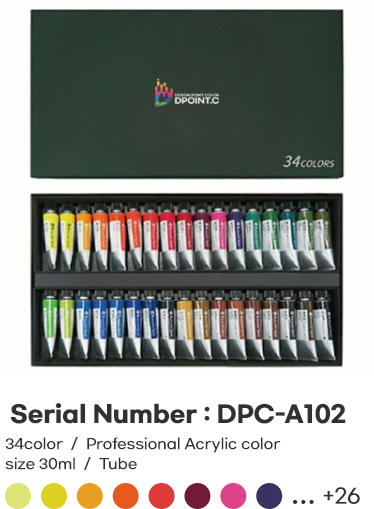 DESIGN POINT COLOR
DPOINT.C
34COLORS
Serial Number : DPC-A102
34color / Professional Acrylic color
size 30ml / Tube
... +26